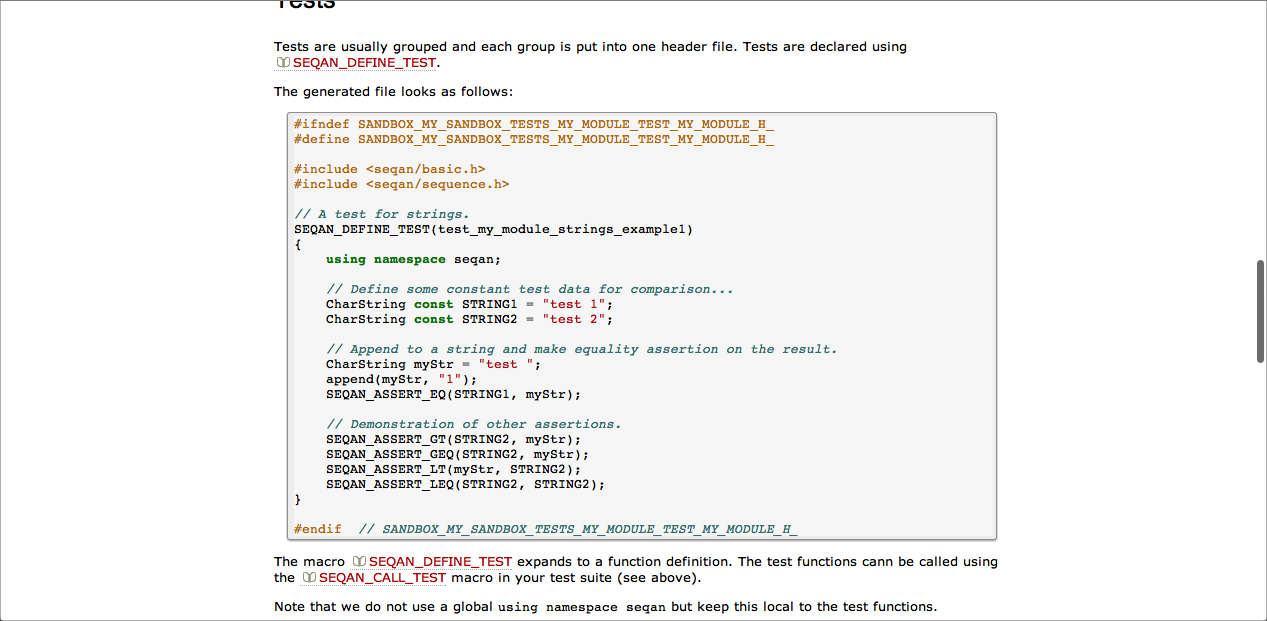 Tests
Tests are usually grouped and each group is put into one header file. Tests are declared using
SEQAN_DEFINE_TEST.
The generated file looks as follows:
#ifndef SANDBOX_MY_SANDBOX_TESTS_MY_MODULE_TEST_MY_MODULE_H_
#define SANDBOX_MY_SANDBOX_TESTS_MY_MODULE_TEST_MY_MODULE_H_
#include <seqan/basic.h>
#include <seqan/sequence.h>
// A test for strings.
SEQAN_DEFINE_TEST(test_my_module_strings_example1)
{
using namespace seqan;
// Define some constant test data for comparison...
CharString const STRING1 = "test 1";
CharString const STRING2 = "test 2";
// Append to a string and make equality assertion on the result.
CharString myStr = "test ";
append(myStr, "1");
SEQAN_ASSERT_EQ(STRING1, myStr);
// Demonstration of other assertions.
SEQAN_ASSERT_GT(STRING2, myStr);
SEQAN_ASSERT_GEQ(STRING2, myStr);
SEQAN_ASSERT_LT(myStr, STRING2);
SEQAN_ASSERT_LEQ(STRING2, STRING2);
}
#endif  // SANDBOX_MY_SANDBOX_TESTS_MY_MODULE_TEST_MY_MODULE_H_
The macro SEQAN_DEFINE_TEST expands to a function definition. The test functions cann be called using
the SEQAN_CALL_TEST macro in your test suite (see above).
Note that we do not use a global using namespace seqan but keep this local to the test functions.